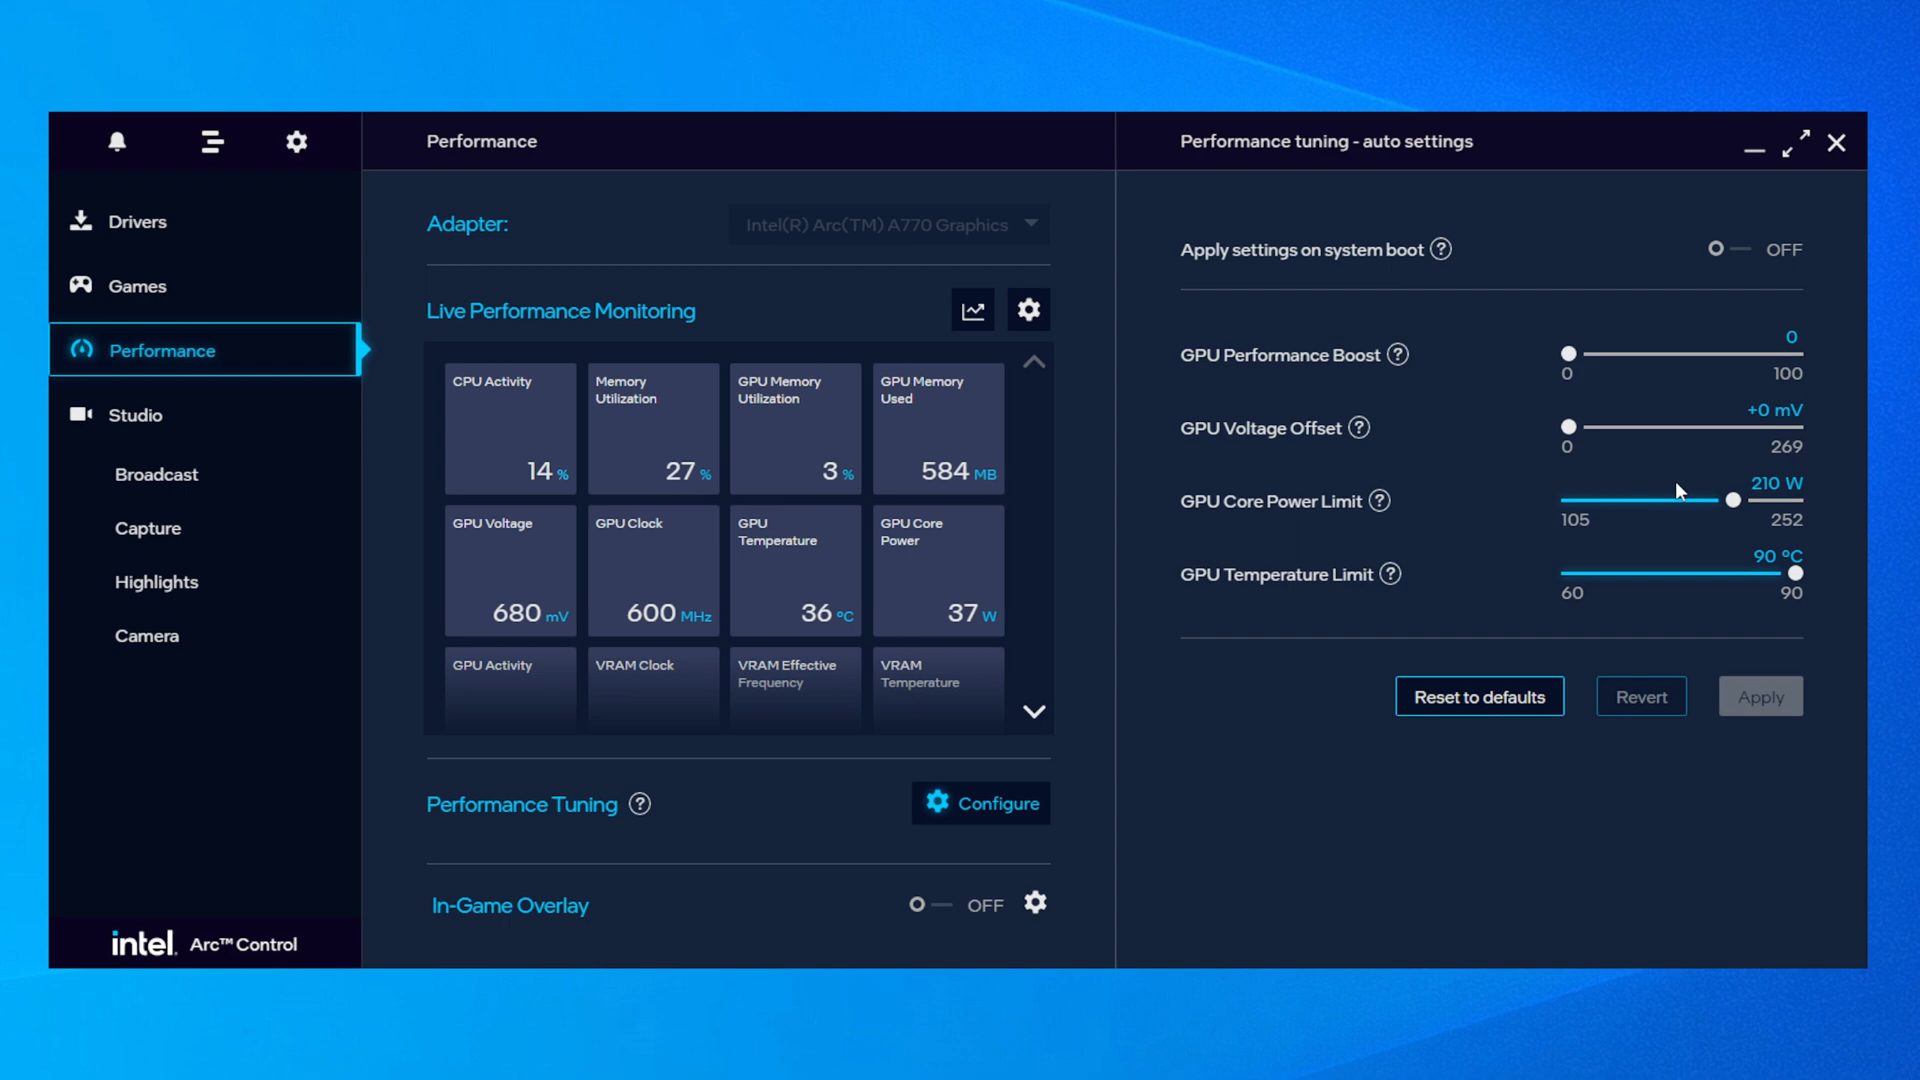 Performance
Performance tuning - auto settings
Drivers
Games
Performance
Studio
Broadcast
Capture
Highlights
Camera
intel. Arc™ Control
Adapter:
Intel(R) Arc(TM) A770 Graphics
Live Performance Monitoring
CPU Activity
14 %
Memory
Utilization
27 %
GPU Memory
Utilization
3 %
GPU Memory
Used
584 MB
GPU Voltage
680 mV
GPU Clock
600 MHz
GPU
Temperature
36 °C
GPU Core
Power
37 W
GPU Activity
VRAM Clock
VRAM Effective
Frequency
VRAM
Temperature
Performance Tuning ?
Configure
In-Game Overlay
OFF
Apply settings on system boot ?
OFF
GPU Performance Boost ?
0
0
100
GPU Voltage Offset ?
+0 mV
0
269
GPU Core Power Limit ?
210 W
105
252
GPU Temperature Limit ?
90 °C
60
90
Reset to defaults
Revert
Apply